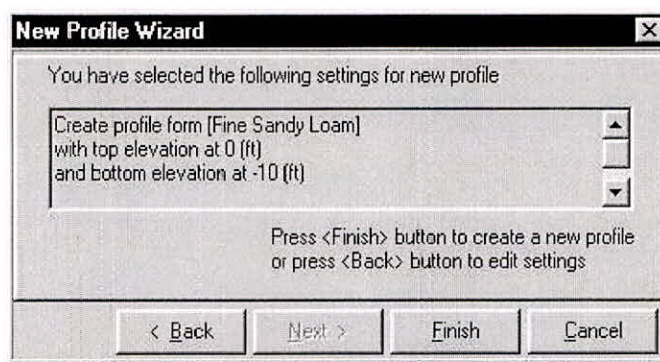 New Profile Wizard
You have selected the following settings for new profile
Create profile form [Fine Sandy Loam]
with top elevation at 0 (ft)
and bottom elevation at -10 (ft)
Press <Finish> button to create a new profile
or press <Back> button to edit settings
< Back Next > Finish Cancel